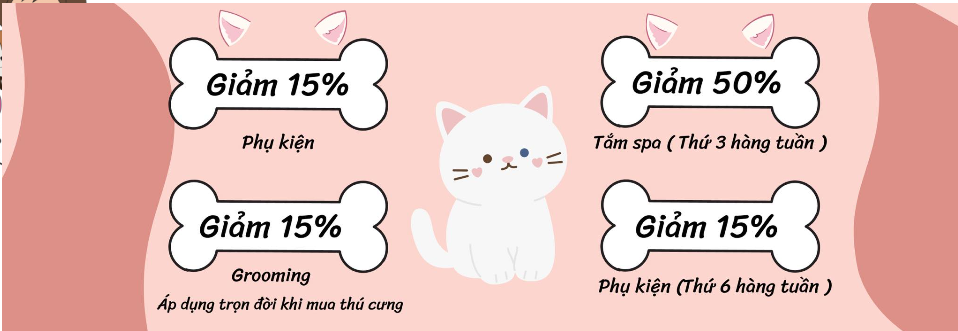 Giảm 15%
Phụ kiện
Giảm 50%
Tắm spa ( Thứ 3 hàng tuần )
Giảm 15%
Grooming
Áp dụng trọn đời khi mua thú cưng
Giảm 15%
Phụ kiện (Thứ 6 hàng tuần )